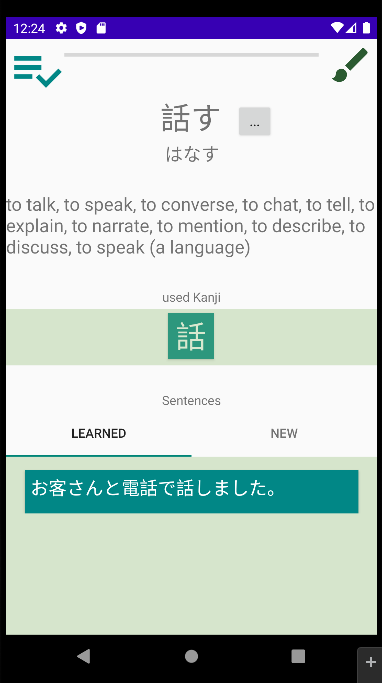 12:24
話す
...
はなす
to talk, to speak, to converse, to chat, to tell, to
explain, to narrate, to mention, to describe, to
discuss, to speak (a language)
used Kanji
話
Sentences
LEARNED NEW
お客さんと電話で話しました。